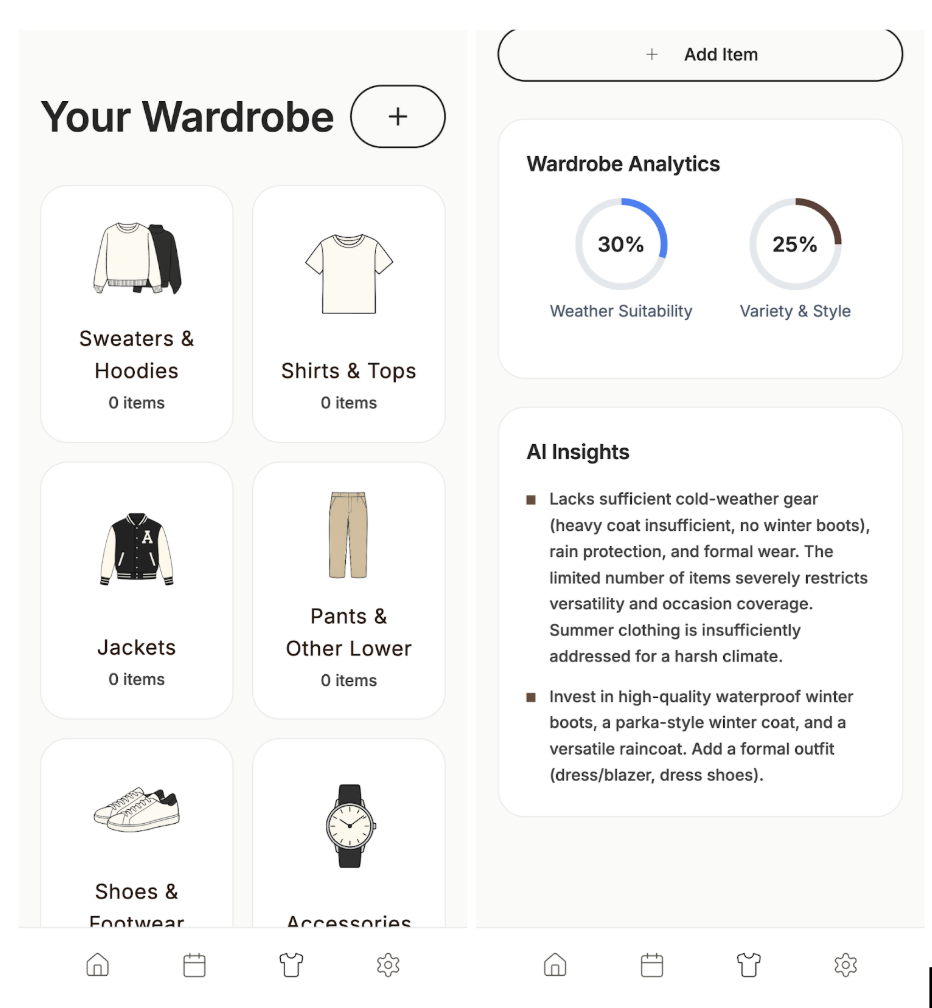 Your Wardrobe
+
Sweaters &
Hoodies
0 items
Shirts & Tops
0 items
A
Jackets
0 items
Pants &
Other Lower
0 items
Shoes &
Footwear
Accessories
+ Add Item
Wardrobe Analytics
30%
Weather Suitability
25%
Variety & Style
AI Insights
Lacks sufficient cold-weather gear
(heavy coat insufficient, no winter boots),
rain protection, and formal wear. The
limited number of items severely restricts
versatility and occasion coverage.
Summer clothing is insufficiently
addressed for a harsh climate.
Invest in high-quality waterproof winter
boots, a parka-style winter coat, and a
versatile raincoat. Add a formal outfit
(dress/blazer, dress shoes).